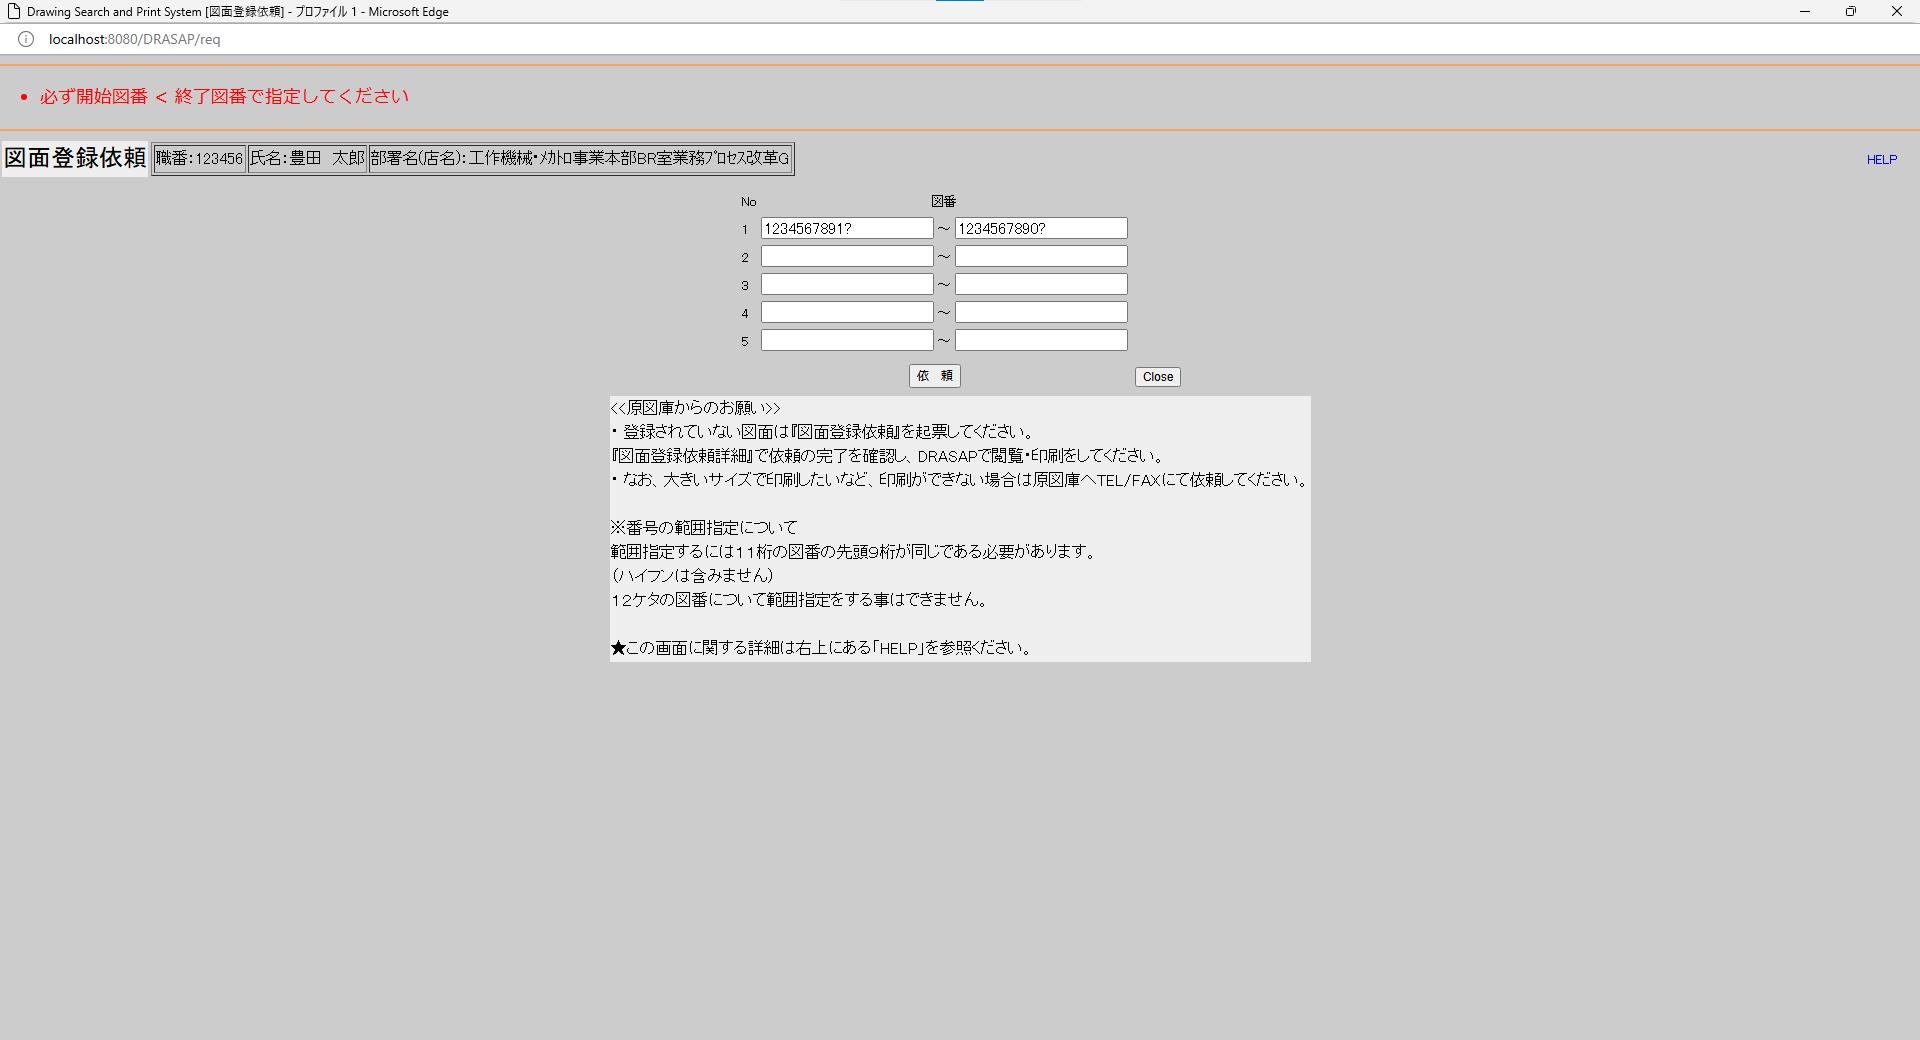 Drawing Search and Print System [図面登録依頼] - プロファイル 1 - Microsoft Edge
localhost:8080/DRASAP/req
• 必ず開始図番 < 終了図番で指定してください
図面登録依頼 職番：123456 氏名：豊田　太郎 部署名(店名)：工作機械・ﾒｶﾄﾛ事業本部BR室業務ﾌﾟﾛｾｽ改革G HELP
No 図番
1 1234567891? ～ 1234567890?
2 ～
3 ～
4 ～
5 ～
依　頼 Close
<<原図庫からのお願い>>
・ 登録されていない図面は『図面登録依頼』を起票してください。
『図面登録依頼詳細』で依頼の完了を確認し、DRASAPで閲覧・印刷をしてください。
・ なお、大きいサイズで印刷したいなど、印刷ができない場合は原図庫へTEL/FAXにて依頼してください。
※番号の範囲指定について
範囲指定するには１１桁の図番の先頭９桁が同じである必要があります。
（ハイフンは含みません）
１２ケタの図番について範囲指定をする事はできません。
★この画面に関する詳細は右上にある「HELP」を参照ください。